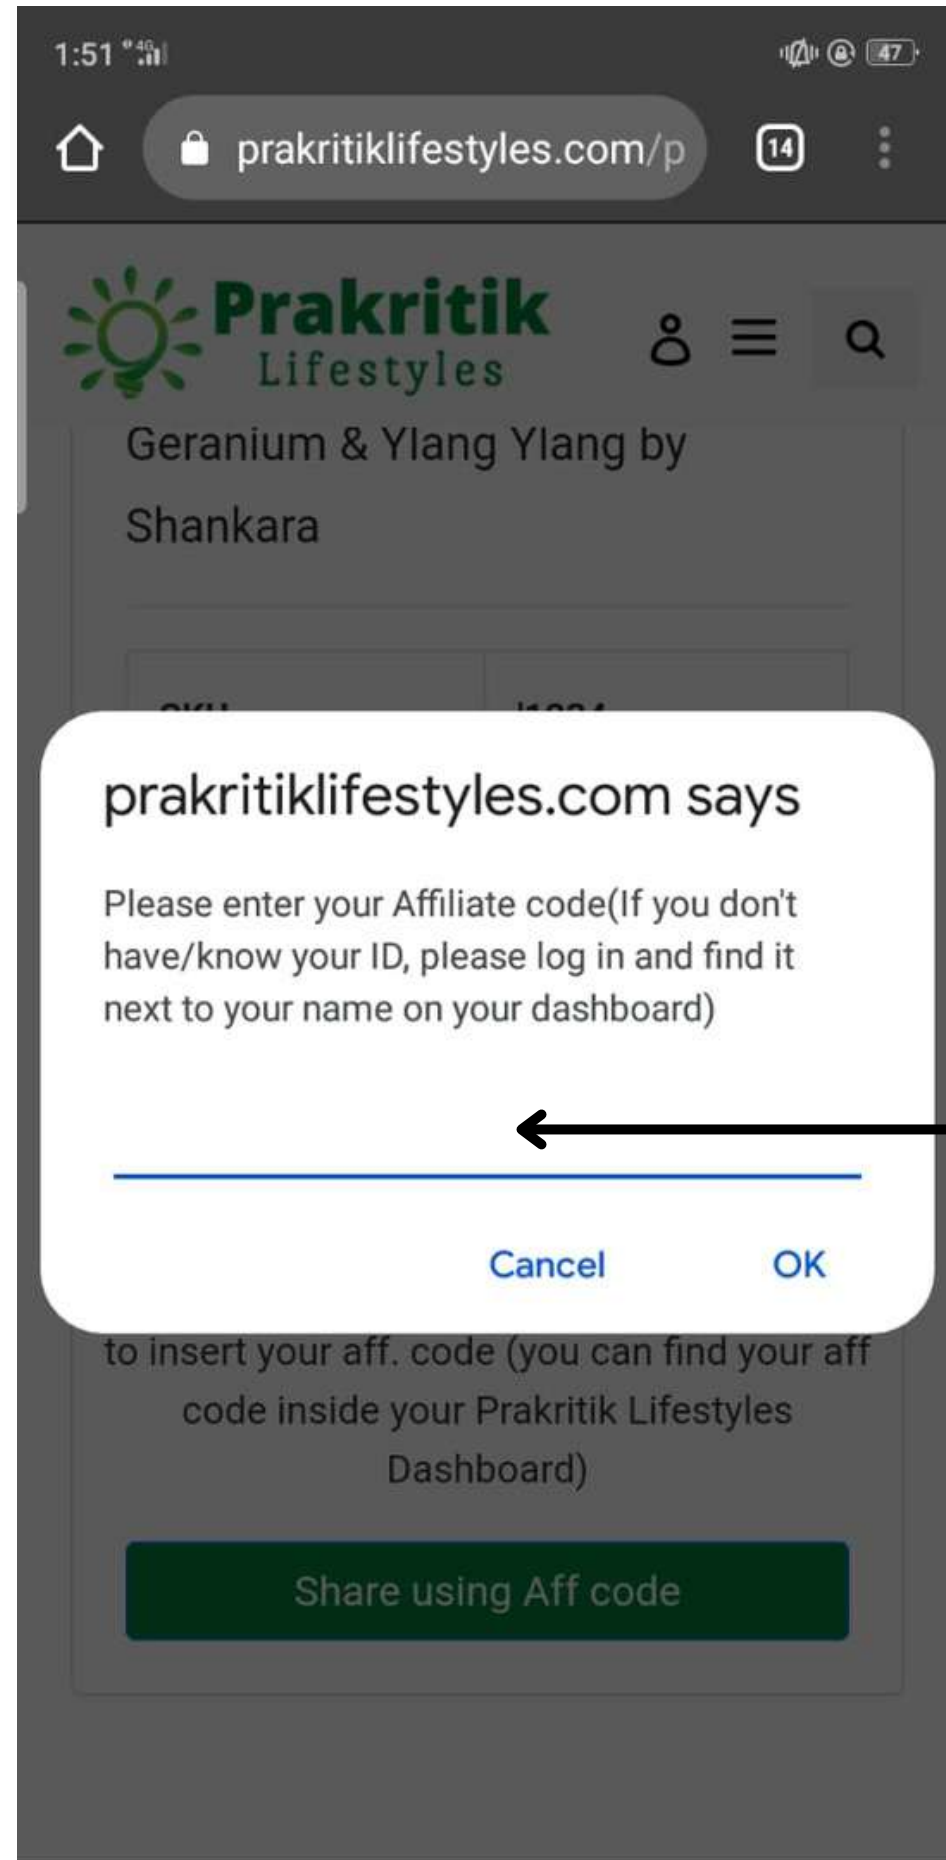 1:51 4G 47
prakritiklifestyles.com/p 14
Prakritik
Lifestyles
Geranium & Ylang Ylang by
Shankara
prakritiklifestyles.com says
Please enter your Affiliate code(If you don't
have/know your ID, please log in and find it
next to your name on your dashboard)
Cancel OK
to insert your aff. code (you can find your aff
code inside your Prakritik Lifestyles
Dashboard)
Share using Aff code